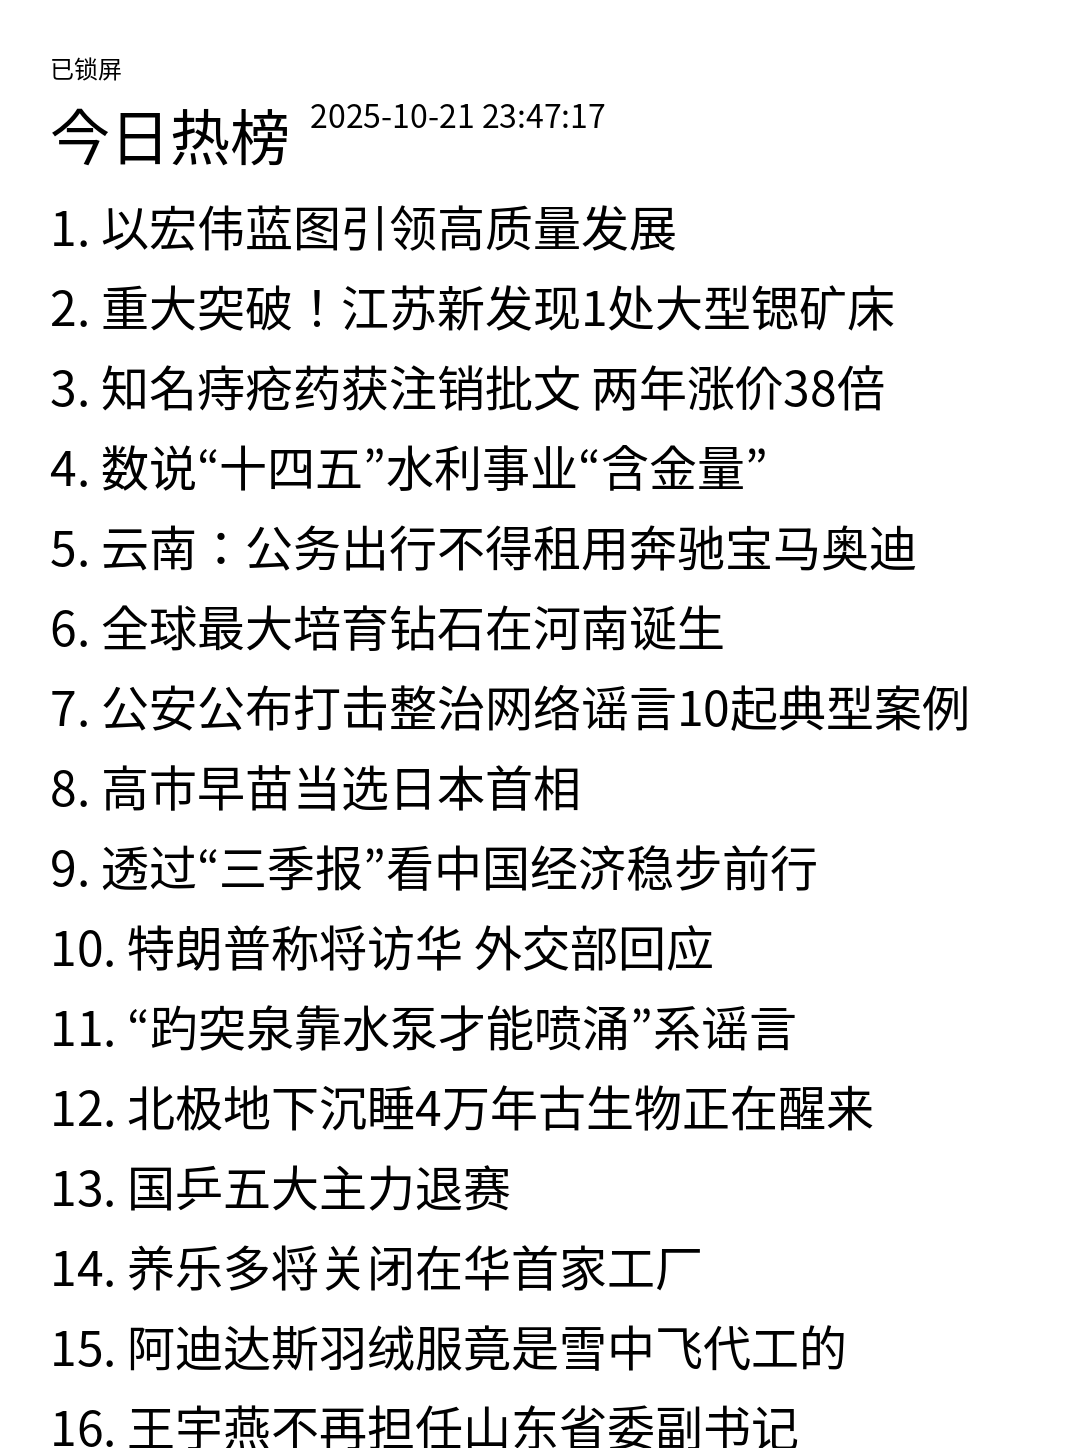 已锁屏
今日热榜 2025-10-21 23:47:17
1. 以宏伟蓝图引领高质量发展
2. 重大突破！江苏新发现1处大型锶矿床
3. 知名痔疮药获注销批文 两年涨价38倍
4. 数说“十四五”水利事业“含金量”
5. 云南：公务出行不得租用奔驰宝马奥迪
6. 全球最大培育钻石在河南诞生
7. 公安公布打击整治网络谣言10起典型案例
8. 高市早苗当选日本首相
9. 透过“三季报”看中国经济稳步前行
10. 特朗普称将访华 外交部回应
11. “趵突泉靠水泵才能喷涌”系谣言
12. 北极地下沉睡4万年古生物正在醒来
13. 国乒五大主力退赛
14. 养乐多将关闭在华首家工厂
15. 阿迪达斯羽绒服竟是雪中飞代工的
16. 王宇燕不再担任山东省委副书记